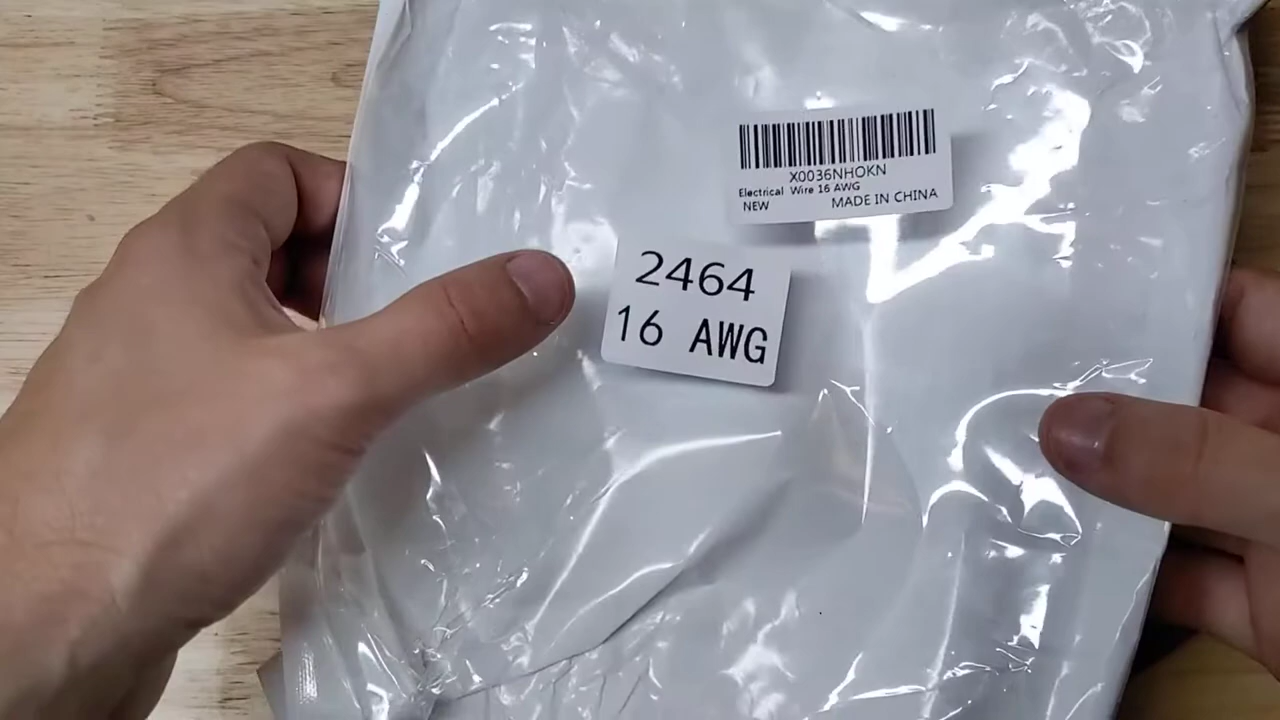 X0036NHOKN
Electrical Wire 16 AWG
NEW MADE IN CHINA
2464
16 AWG